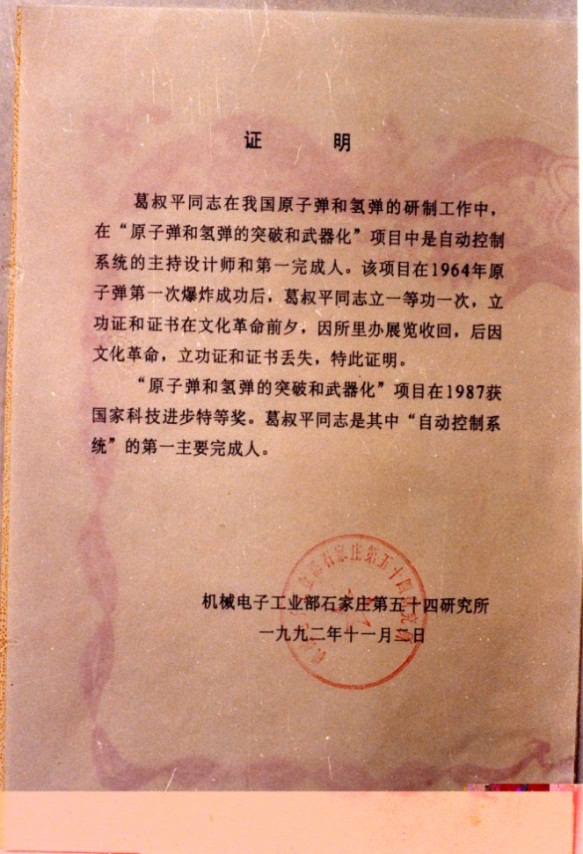 证 明
葛叔平同志在我国原子弹和氢弹的研制工作中，
在“原子弹和氢弹的突破和武器化”项目中是自动控制
系统的主持设计师和第一完成人。该项目在1964年原
子弹第一次爆炸成功后，葛叔平同志立一等功一次，立
功证和证书在文化革命前夕，因所里办展览收回，后因
文化革命，立功证和证书丢失，特此证明。
“原子弹和氢弹的突破和武器化”项目在1987获
国家科技进步特等奖。葛叔平同志是其中“自动控制系
统”的第一主要完成人。
机械电子工业部石家庄第五十四研究所
一九九二年十一月二日
石家庄第五十四研究所